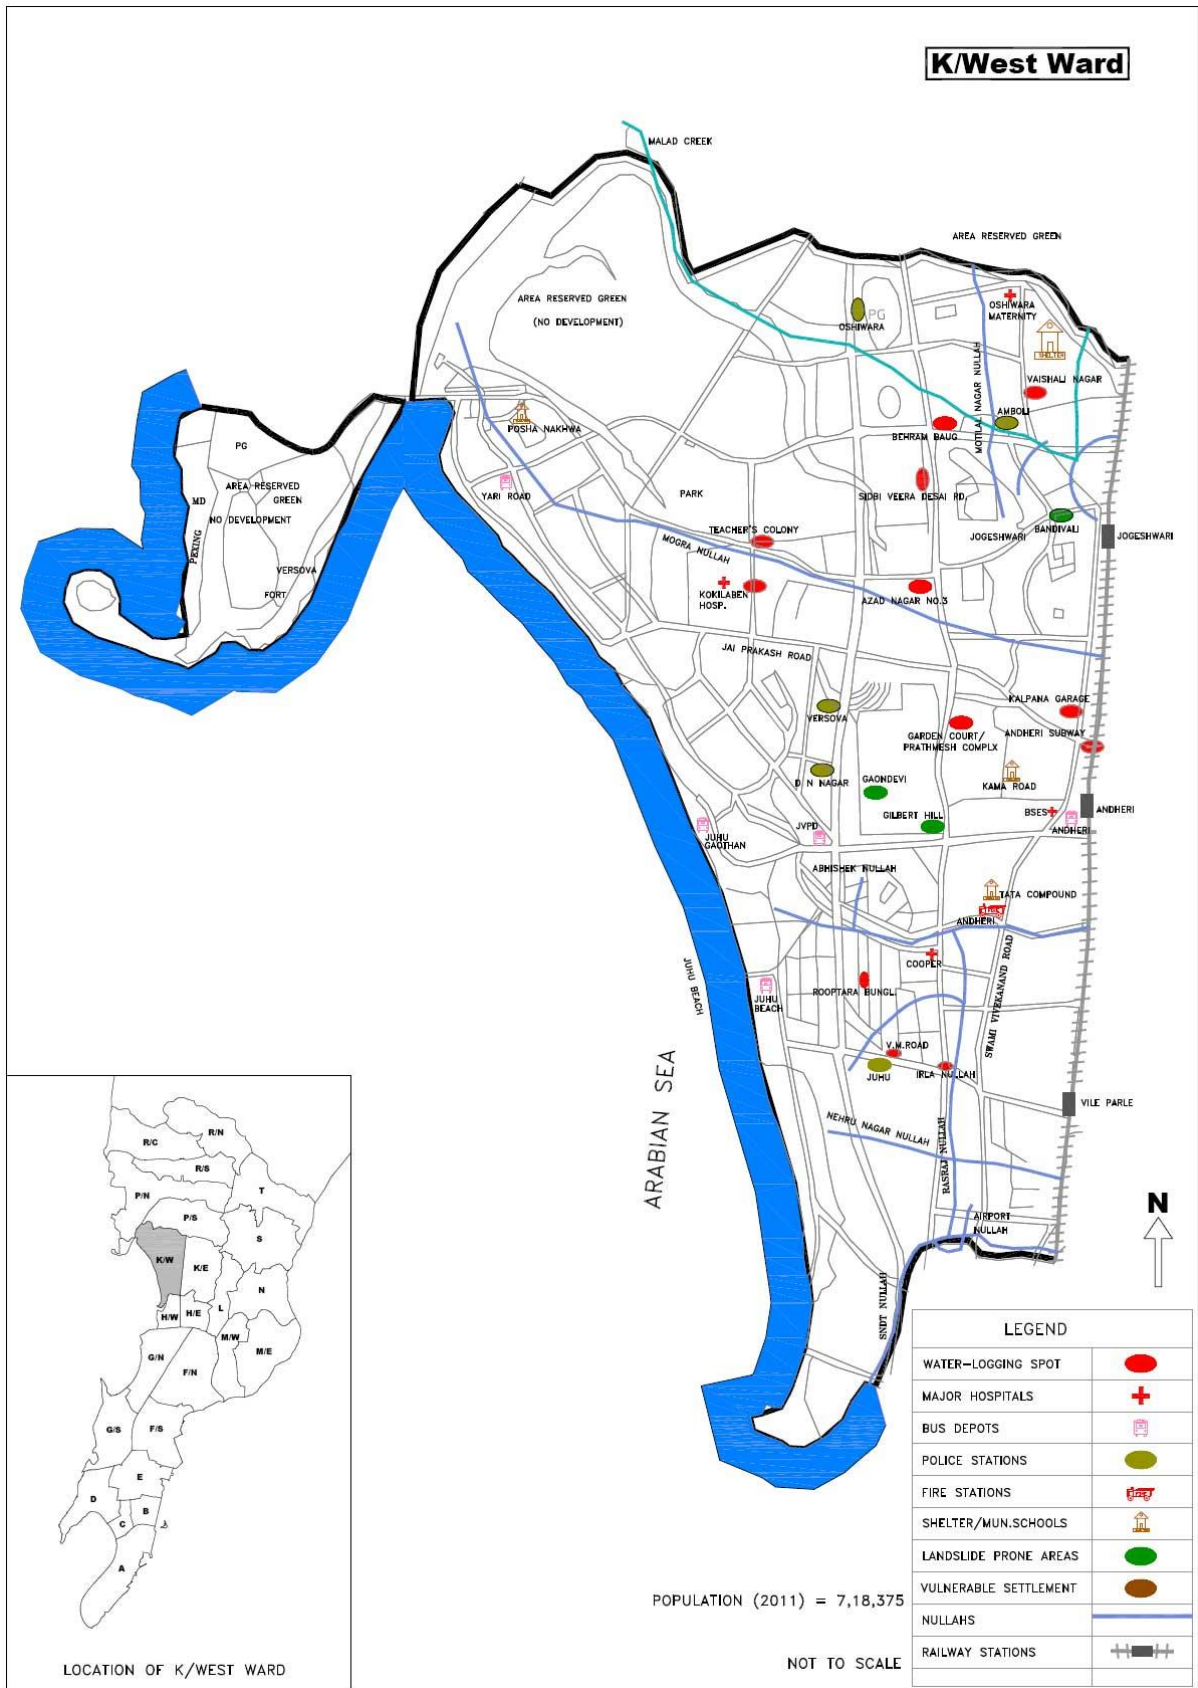 K/West Ward
MALAD CREEK
AREA RESERVED GREEN
AREA RESERVED GREEN
(NO DEVELOPMENT)
OSHIWARA
PG
OSHIWARA
MATERNITY
SHELTER
MOTILAL NAGAR NULLAH
VAISHALI NAGAR
AMBOLI
BEHRAM BAUG
POSHA NAKHWA
PG
AREA RESERVED
GREEN
NO DEVELOPMENT
MD
PEXING
VERSOVA
FORT
YARI ROAD
PARK
SIDBI VEERA DESAI RD.
TEACHER'S COLONY
MOGRA NULLAH
JOGESHWARI
BANDIVALI
JOGESHWARI
KOKILABEN
HOSP.
AZAD NAGAR NO.3
JAI PRAKASH ROAD
VERSOVA
KALPANA GARAGE
GARDEN COURT/
PRATHMESH COMPLX
ANDHERI SUBWAY
D N NAGAR
GAONDEVI
KAMA ROAD
GILBERT HILL
BSES
ANDHERI
ANDHERI
JUHU
GAOTHAN
JVPD
ABHISHEK NULLAH
TATA COMPOUND
ANDHERI
COOPER
JUHU BEACH
JUHU
BEACH
ROOPTARA BUNGL.
SWAMI VIVEKANAND ROAD
V.M.ROAD
JUHU
IRLA NULLAH
ARABIAN SEA
VILE PARLE
NEHRU NAGAR NULLAH
RASRAJ NULLAH
AIRPORT
NULLAH
SNDT NULLAH
N
R/N
R/C
R/S
T
P/N
P/S
S
K/W
K/E
N
L
H/W
H/E
M/W
M/E
G/N
F/N
G/S
F/S
E
D
B
C
A
LOCATION OF K/WEST WARD
POPULATION (2011) = 7,18,375
NOT TO SCALE
LEGEND
WATER-LOGGING SPOT
MAJOR HOSPITALS
BUS DEPOTS
POLICE STATIONS
FIRE STATIONS
SHELTER/MUN.SCHOOLS
LANDSLIDE PRONE AREAS
VULNERABLE SETTLEMENT
NULLAHS
RAILWAY STATIONS